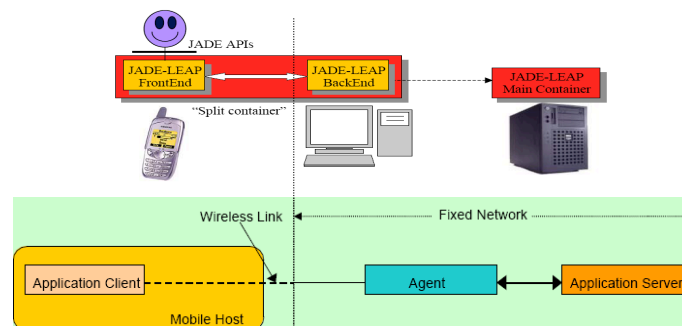 JADE APIs
JADE-LEAP
FrontEnd
JADE-LEAP
BackEnd
JADE-LEAP
Main Container
“Split container”
Wireless Link
Fixed Network
Application Client
Agent
Application Server
Mobile Host